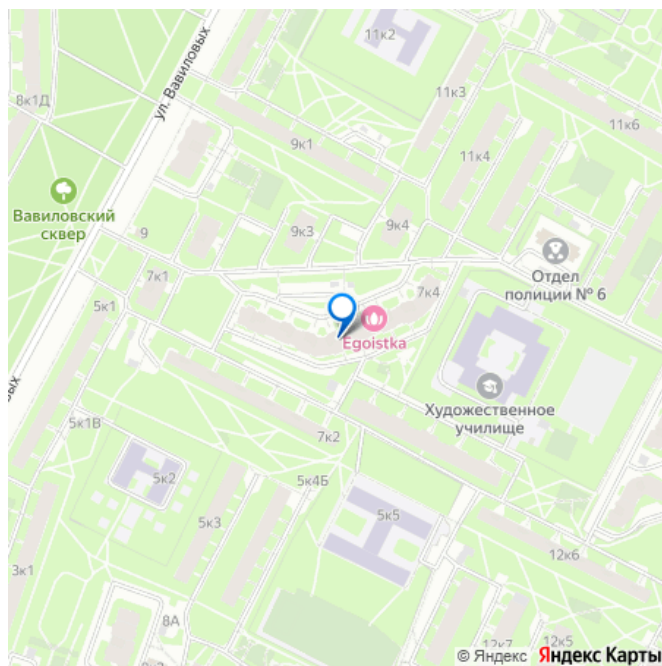 11к2
ул. Вавиловых
8к1Д
11к3
11к6
9к1
11к4
Вавиловский
сквер
9
9к3
9к4
Отдел
полиции № 6
7к1
7к4
5к1
Egoistka
Художественное
училище
5к1В
7к2
5к2
5к4Б
5к3
5к5
12к6
3к1
8А
12к7
12к5
© Яндекс Яндекс Карты